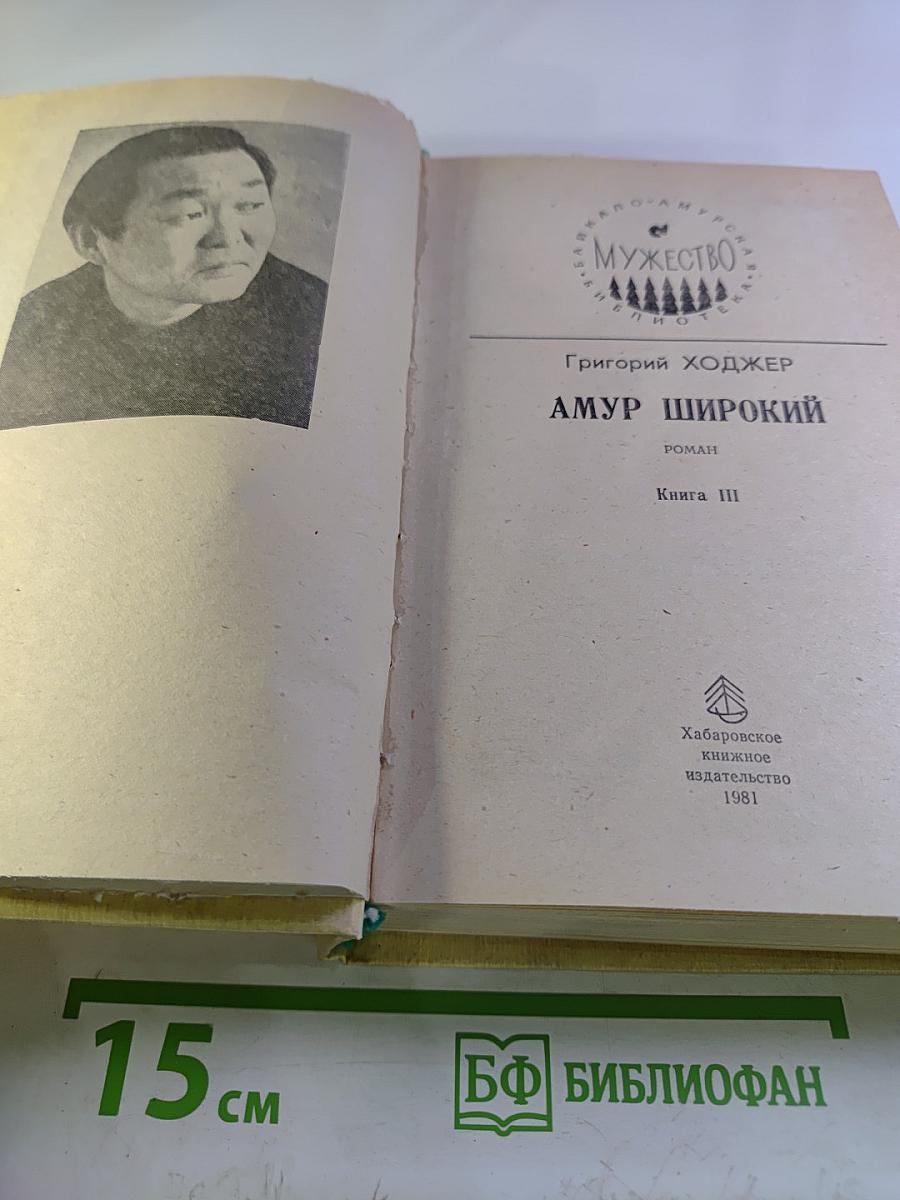 БАЙКАЛО-АМУРСКАЯ
МУЖЕСТВО
БИБЛИОТЕКА
Григорий ХОДЖЕР
АМУР ШИРОКИЙ
РОМАН
Книга III
Хабаровское
книжное
издательство
1981
15 см
БФ БИБЛИОФАН